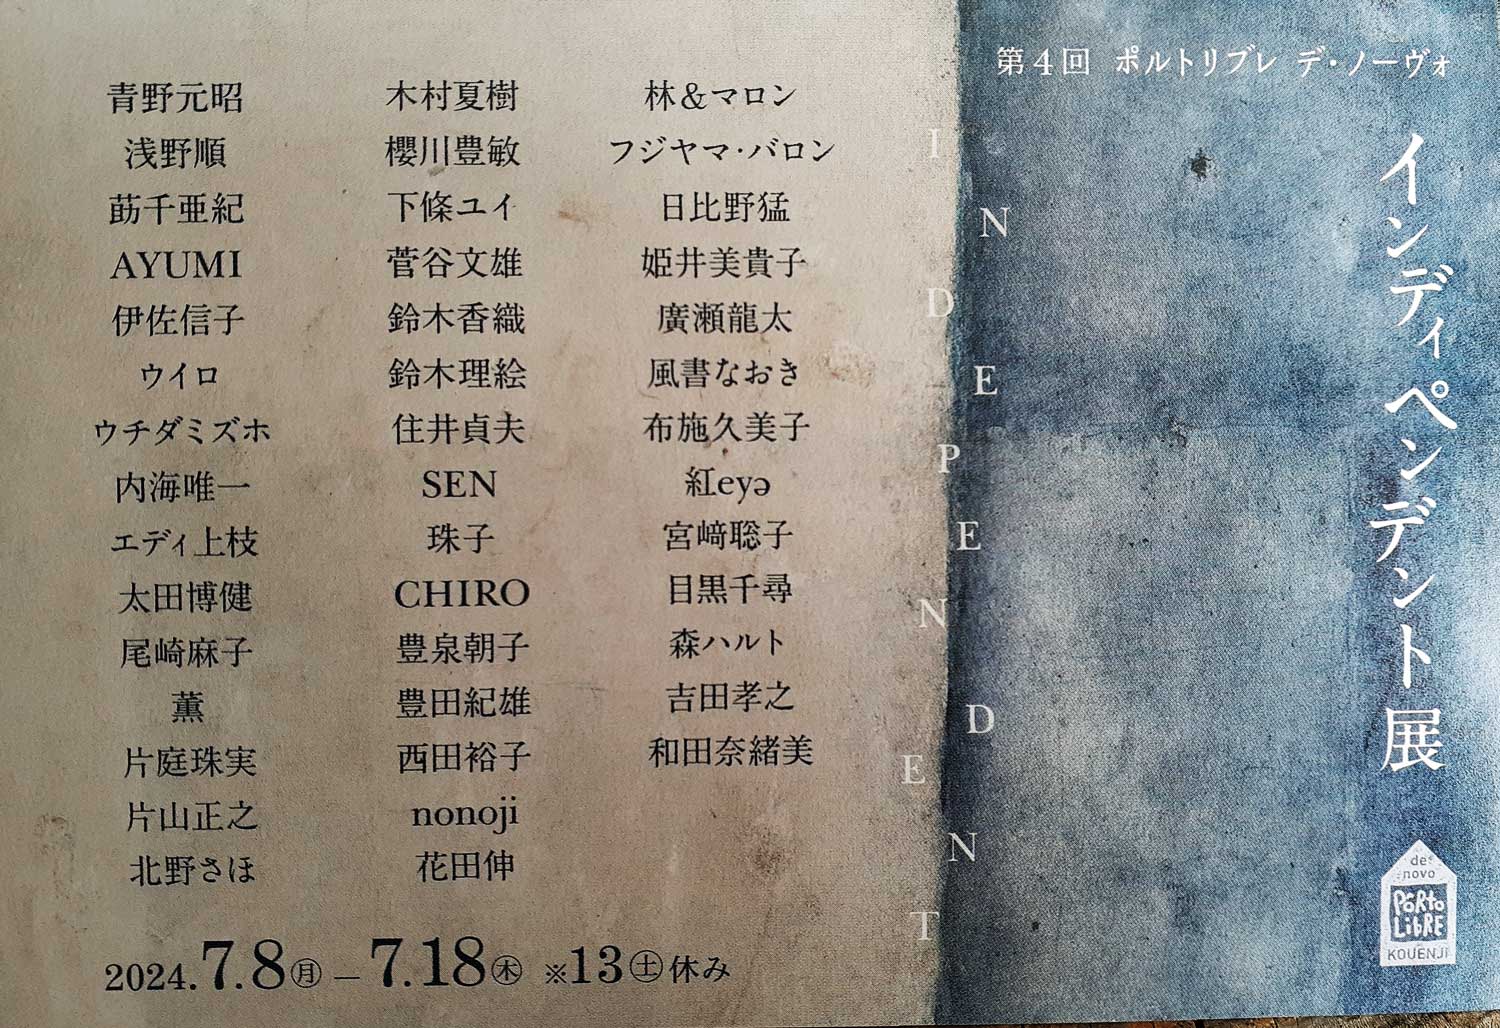 第4回 ポルトリブレ デ・ノーヴォ
インディペンデント展
INDEPENDENT
青野元昭
浅野順
莇千亜紀
AYUMI
伊佐信子
ウイロ
ウチダミズホ
内海唯一
エディ上枝
太田博健
尾崎麻子
薫
片庭珠実
片山正之
北野さほ
木村夏樹
櫻川豊敏
下條ユイ
菅谷文雄
鈴木香織
鈴木理絵
住井貞夫
SEN
珠子
CHIRO
豊泉朝子
豊田紀雄
西田裕子
nonoji
花田伸
林&マロン
フジヤマ・バロン
日比野猛
姫井美貴子
廣瀬龍太
風書なおき
布施久美子
紅eyə
宮﨑聡子
目黒千尋
森ハルト
吉田孝之
和田奈緒美
2024.7.8㊊–7.18㊍ ※13㊏休み
de
novo
PORTO
LiBRE
KOUENJI